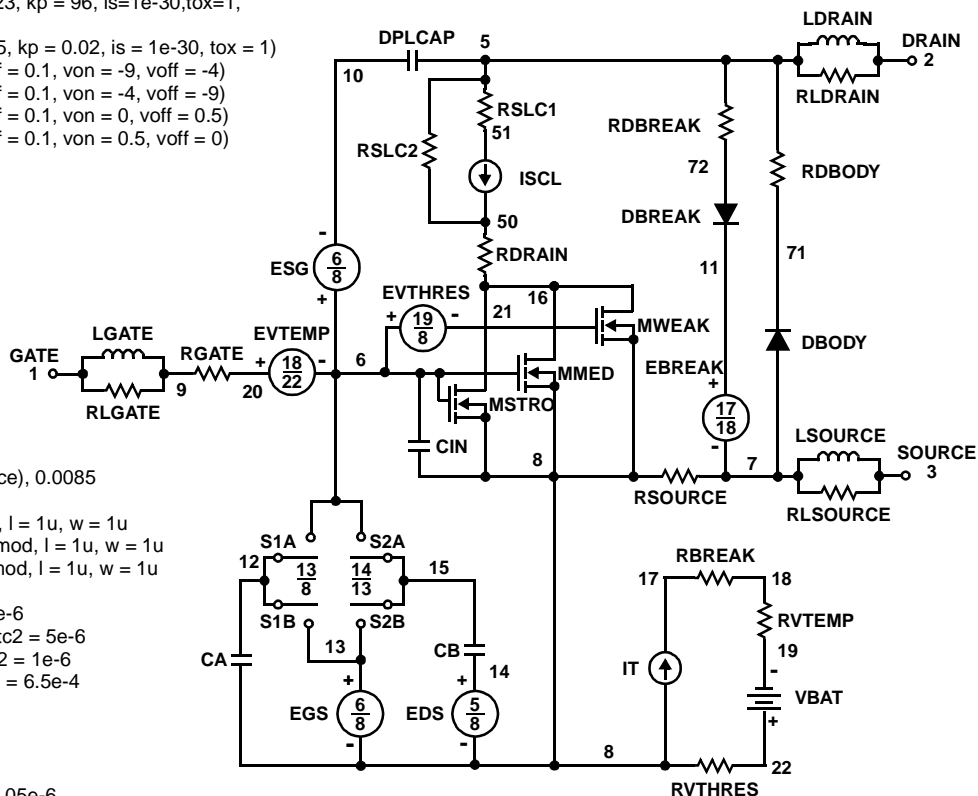 23, kp = 96, is=1e-30,tox=1,
5, kp = 0.02, is = 1e-30, tox = 1)
f = 0.1, von = -9, voff = -4)
f = 0.1, von = -4, voff = -9)
f = 0.1, von = 0, voff = 0.5)
f = 0.1, von = 0.5, voff = 0)
ce), 0.0085
, l = 1u, w = 1u
mod, l = 1u, w = 1u
mod, l = 1u, w = 1u
e-6
tc2 = 5e-6
2 = 1e-6
= 6.5e-4
.05e-6
LDRAIN
DPLCAP
5
DRAIN
2
10
RLDRAIN
RSLC1
51
RDBREAK
RSLC2
72
RDBODY
ISCL
DBREAK
50
71
RDRAIN
11
ESG
-
6
8
+
EVTHRES
16
21
+
19
8
-
MWEAK
LGATE
EVTEMP
GATE
1
RGATE
+
18
22
-
6
MMED
EBREAK
+
DBODY
9
20
MSTRO
17
18
-
RLGATE
LSOURCE
CIN
8
7
SOURCE
3
RSOURCE
RLSOURCE
S1A
S2A
12
13
8
14
13
15
RBREAK
17
18
S1B
S2B
RVTEMP
13
CB
19
CA
14
IT
-
VBAT
+
+
EGS
6
8
-
+
EDS
5
8
-
8
22
RVTHRES